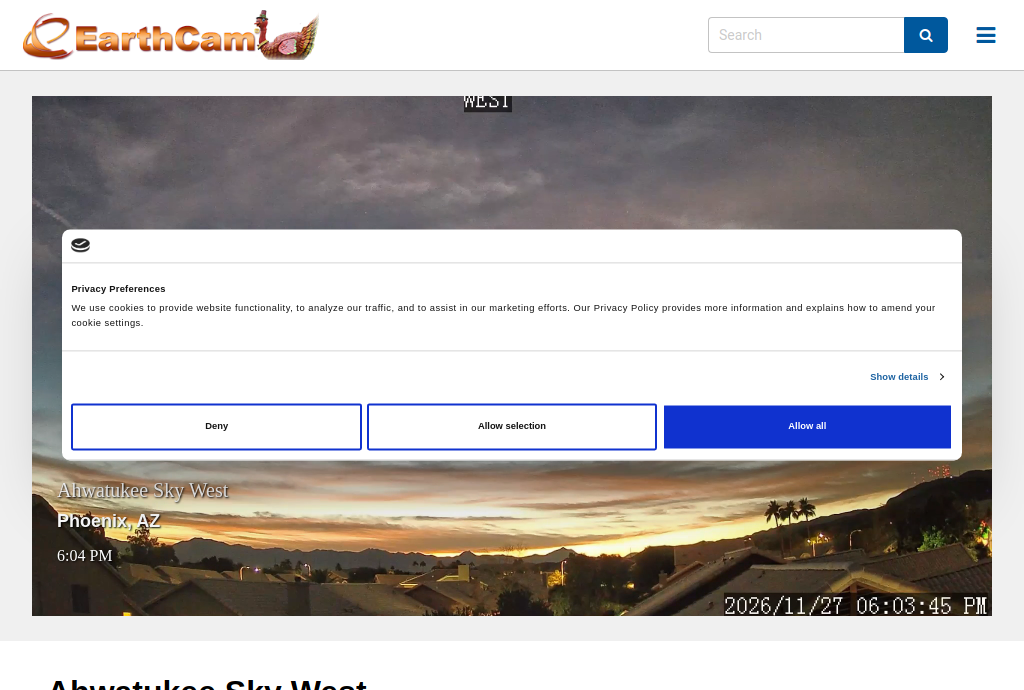 EarthCam
Search
WEST
Privacy Preferences
We use cookies to provide website functionality, to analyze our traffic, and to assist in our marketing efforts. Our Privacy Policy provides more information and explains how to amend your
cookie settings.
Show details
Deny
Allow selection
Allow all
Ahwatukee Sky West
Phoenix, AZ
6:04 PM
2026/11/27 06:03:45 PM
Ahwatukee Sky West